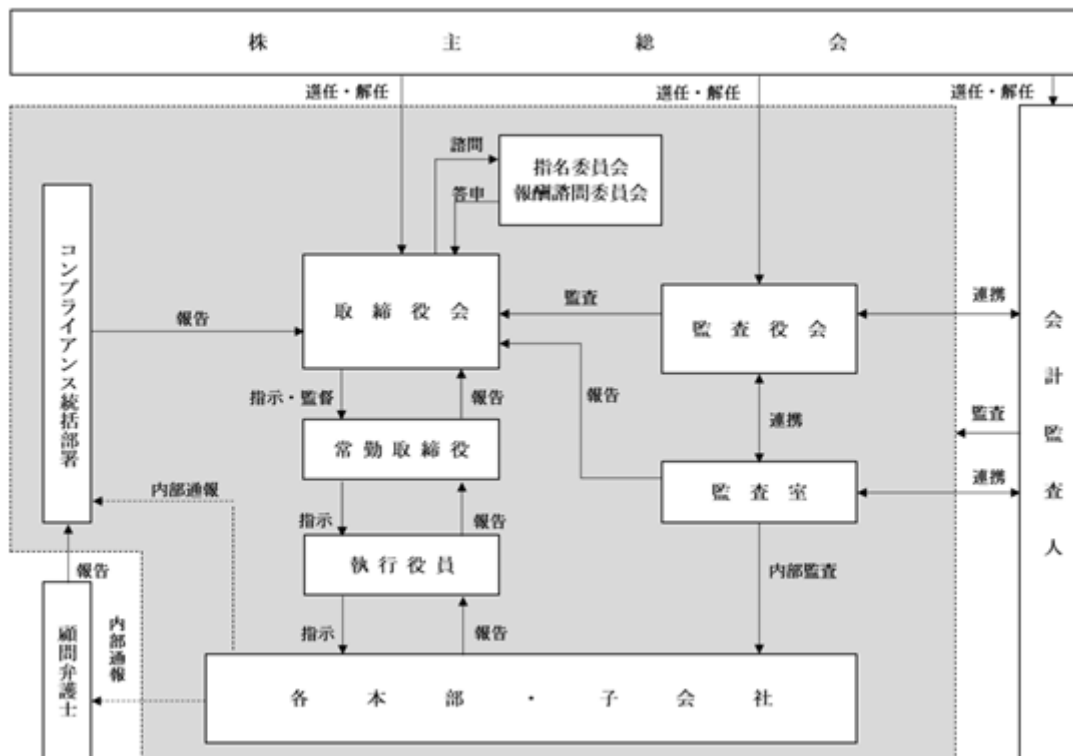 株主総会
選任・解任
選任・解任
選任・解任
諮問
指名委員会
報酬諮問委員会
答申
コンプライアンス統括部署
取締役会
監査
監査役会
連携
会計監査人
報告
指示・監督
報告
報告
連携
監査
常勤取締役
監査室
連携
内部通報
指示
報告
執行役員
内部監査
報告
顧問弁護士
内部通報
指示
報告
各本部・子会社